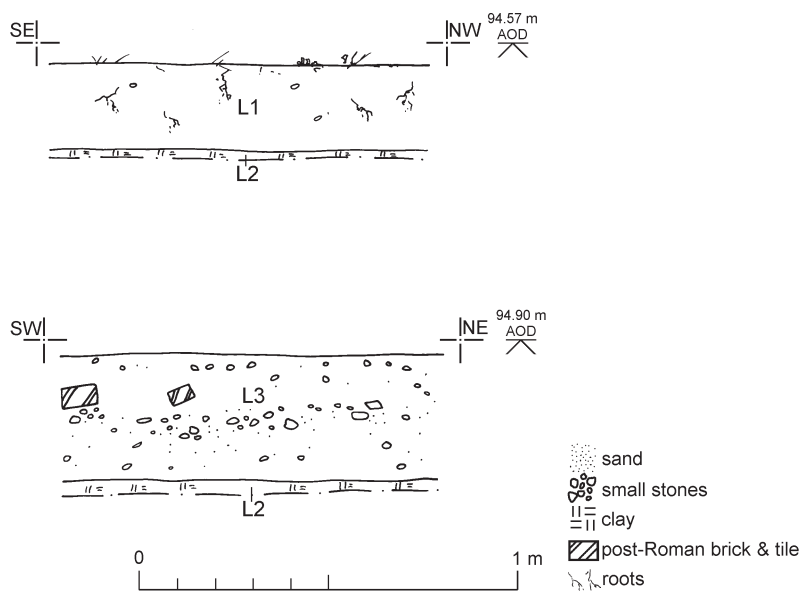 SE
NW
94.57 m
AOD
L1
L2
SW
NE
94.90 m
AOD
L3
L2
sand
small stones
clay
post-Roman brick & tile
roots
0
1 m